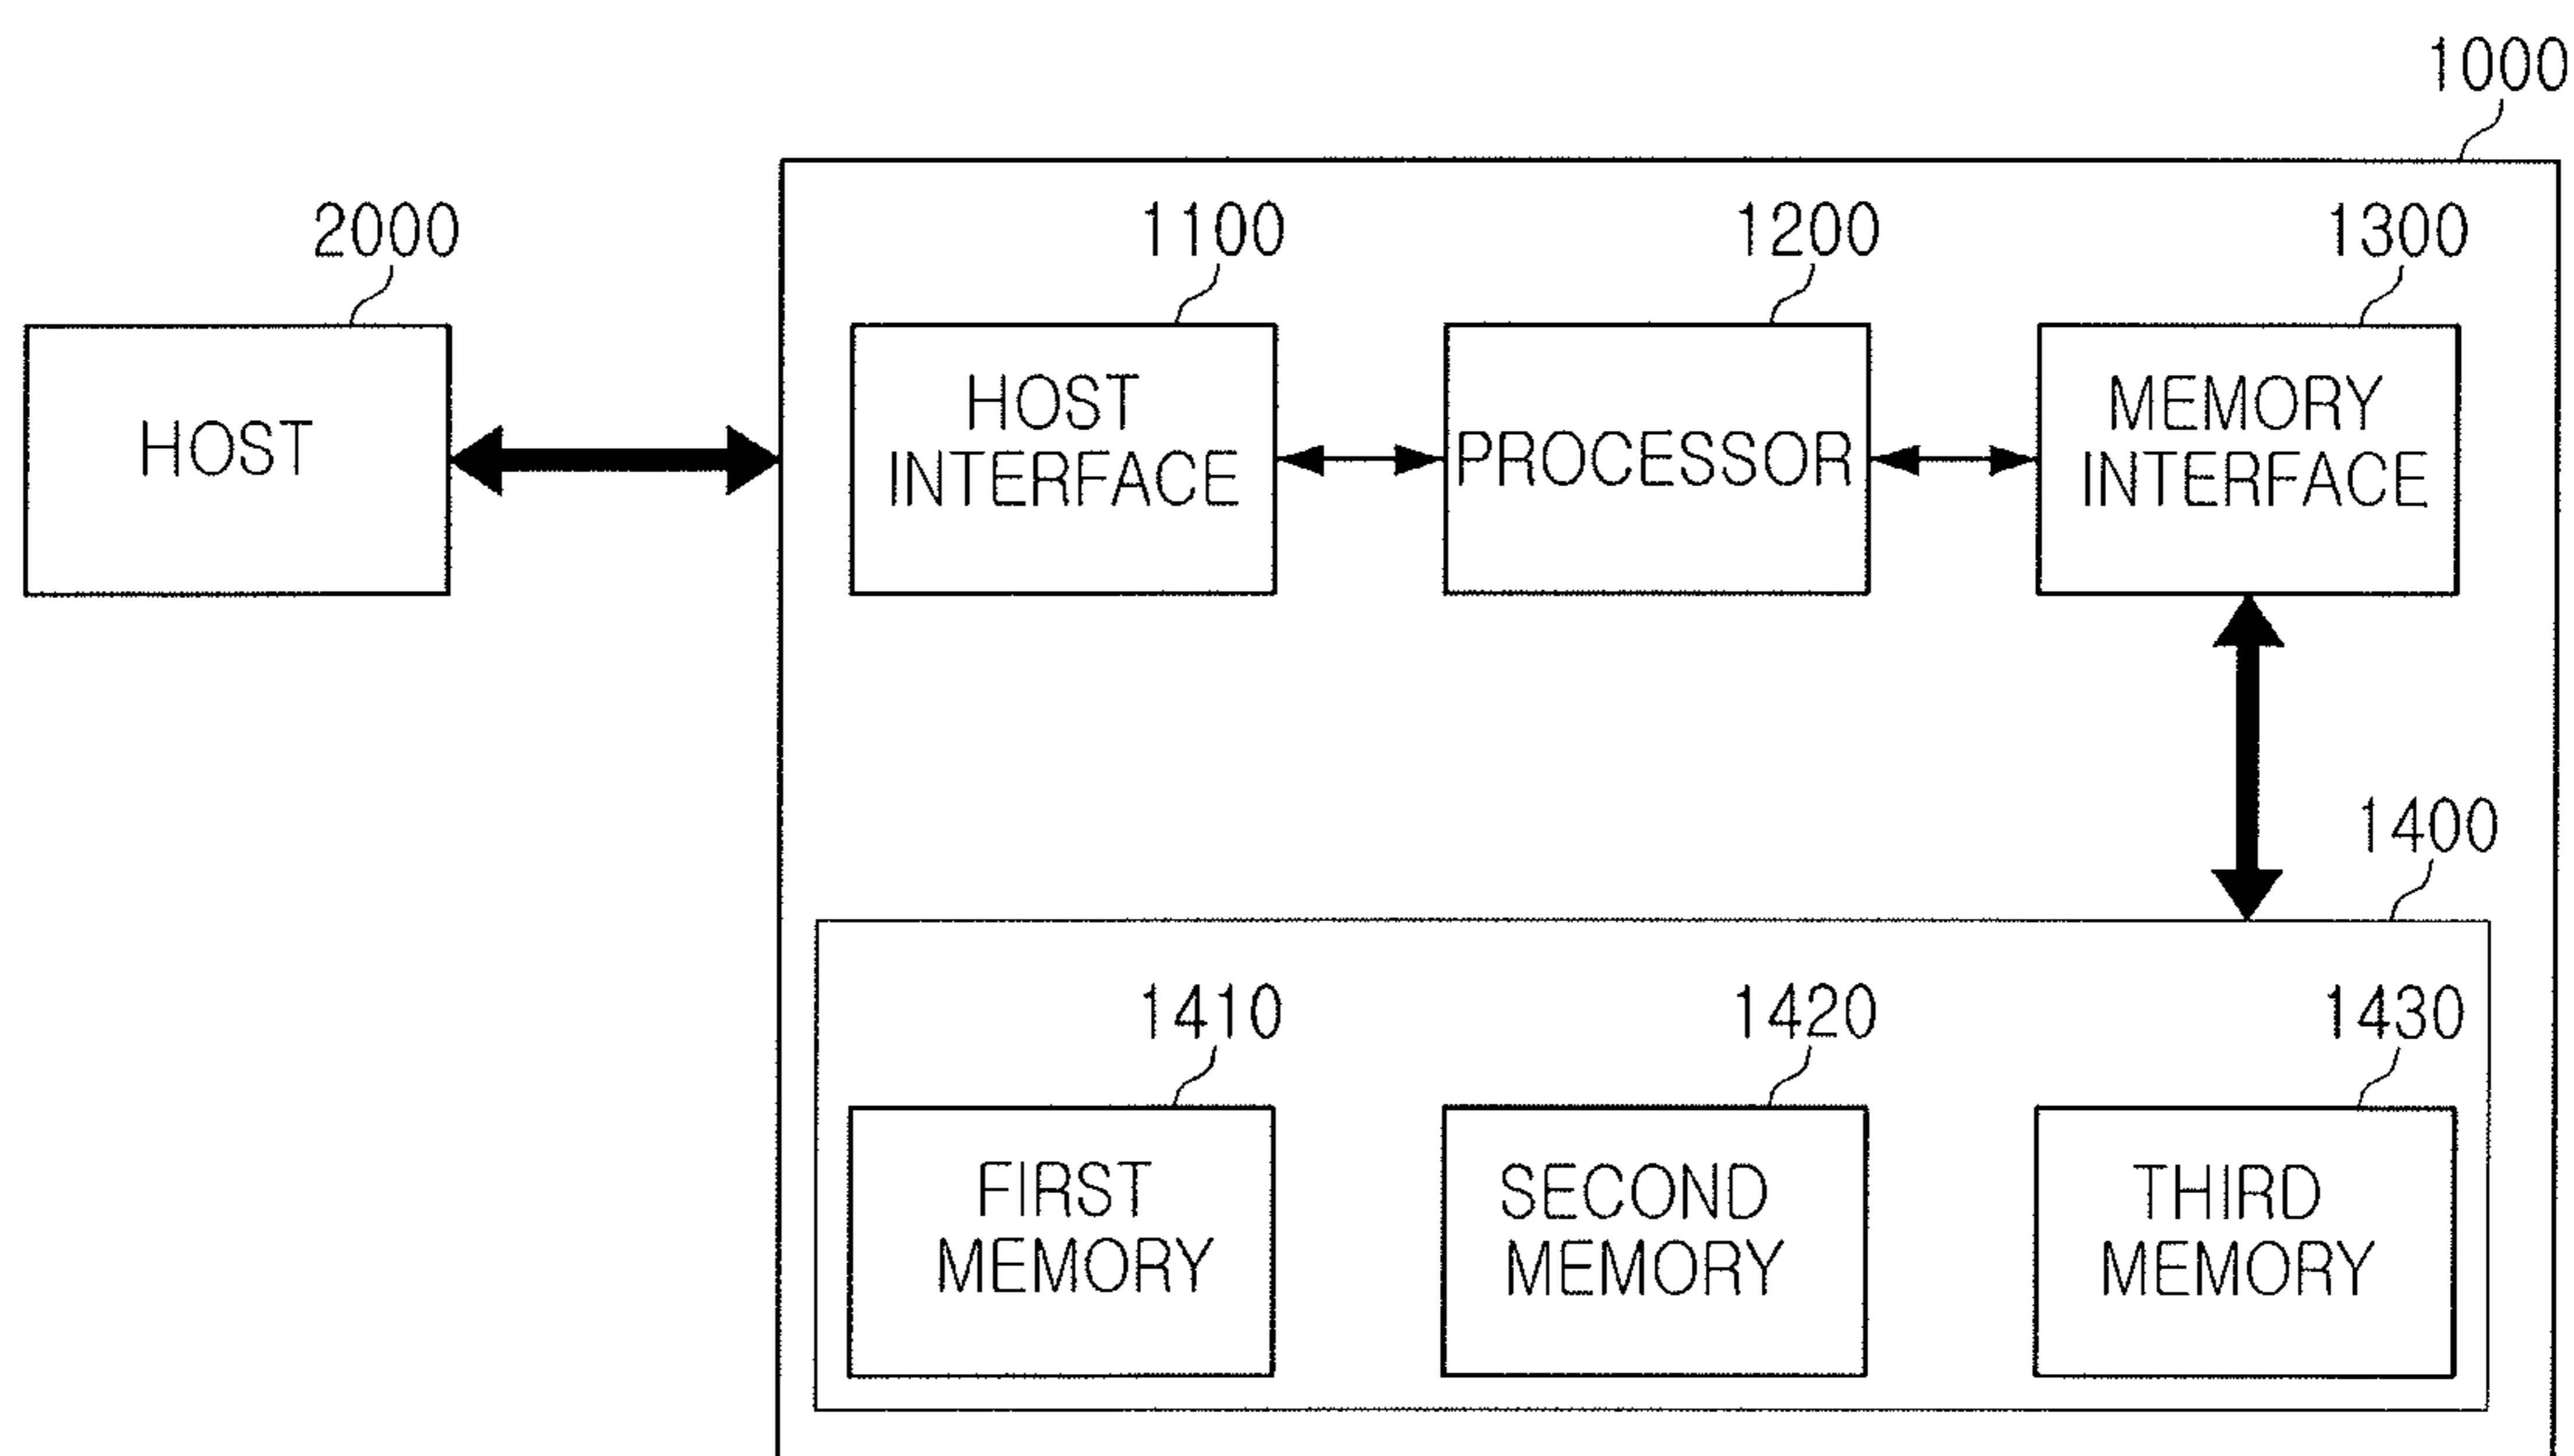 1000
2000
1100
1200
1300
HOST
HOST
INTERFACE
PROCESSOR
MEMORY
INTERFACE
1400
1410
1420
1430
FIRST
MEMORY
SECOND
MEMORY
THIRD
MEMORY